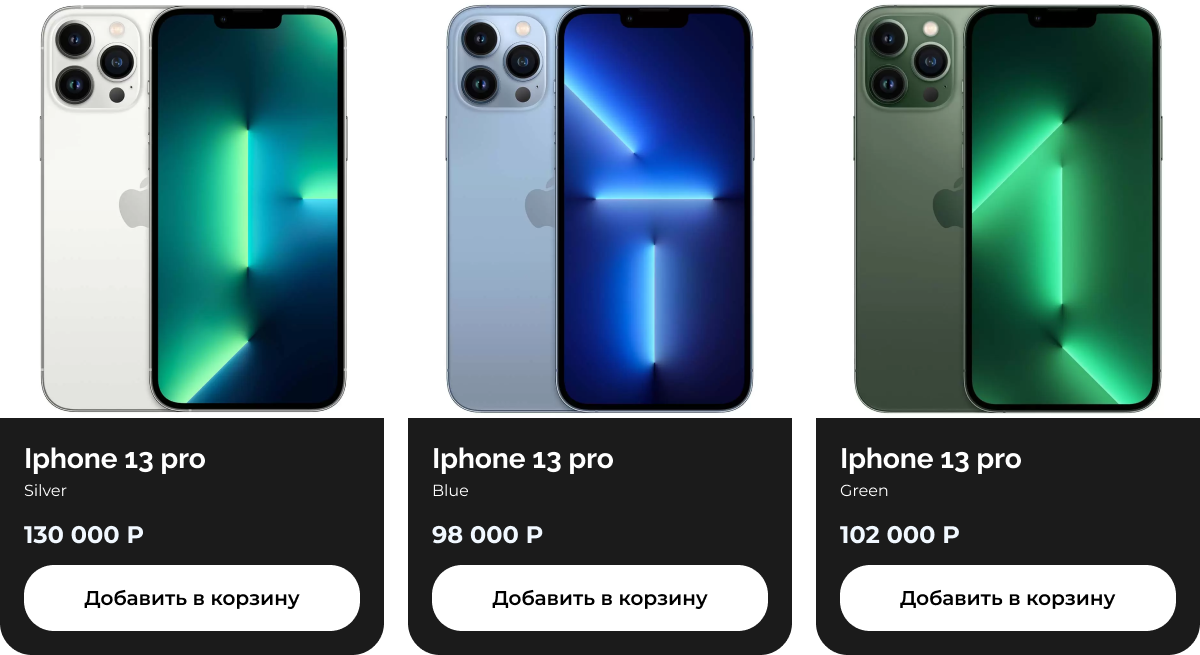 Iphone 13 pro
Silver
130 000 Р
Добавить в корзину
Iphone 13 pro
Blue
98 000 Р
Добавить в корзину
Iphone 13 pro
Green
102 000 Р
Добавить в корзину